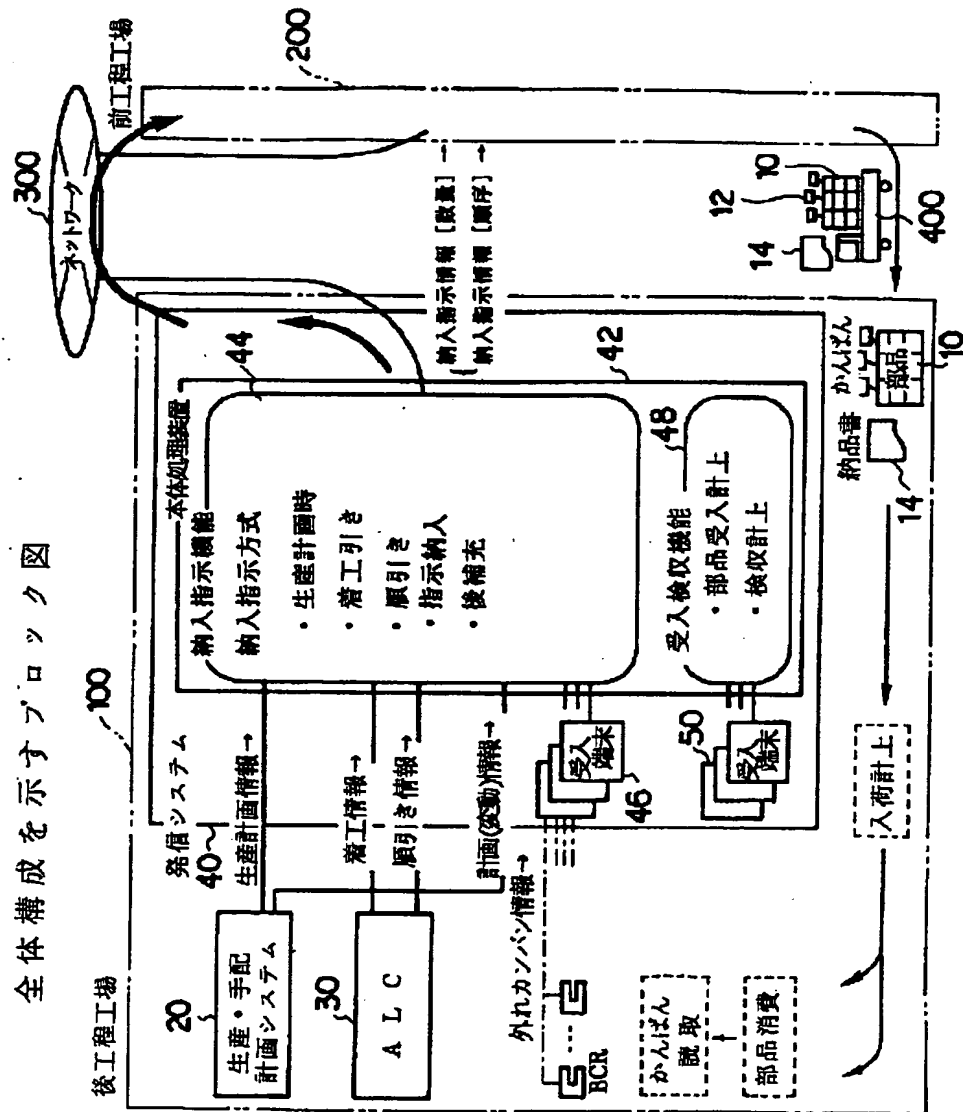 全体構成を示すブロック図
後工程工場
100
前工程工場
200
300
ネットワーク
発信システム
40
20
生産・手配
計画システム
30
ALC
生産計画情報→
着工情報→
順引き情報→
計画(変動)情報→
外れカンバン情報→
BCR
本体処理装置
44
納入指示機能
納入指示方式
・生産計画時
・着工引き
・順引き
・指示納入
・後補充
42
48
受入検収機能
・部品受入計上
・検収計上
受入
端末
46
受入
端末
50
納入指示情報 [数量] →
納入指示情報 [順序] →
14
12
10
400
かんばん
部品
10
納品書
14
入荷計上
かんばん
読取
部品消費